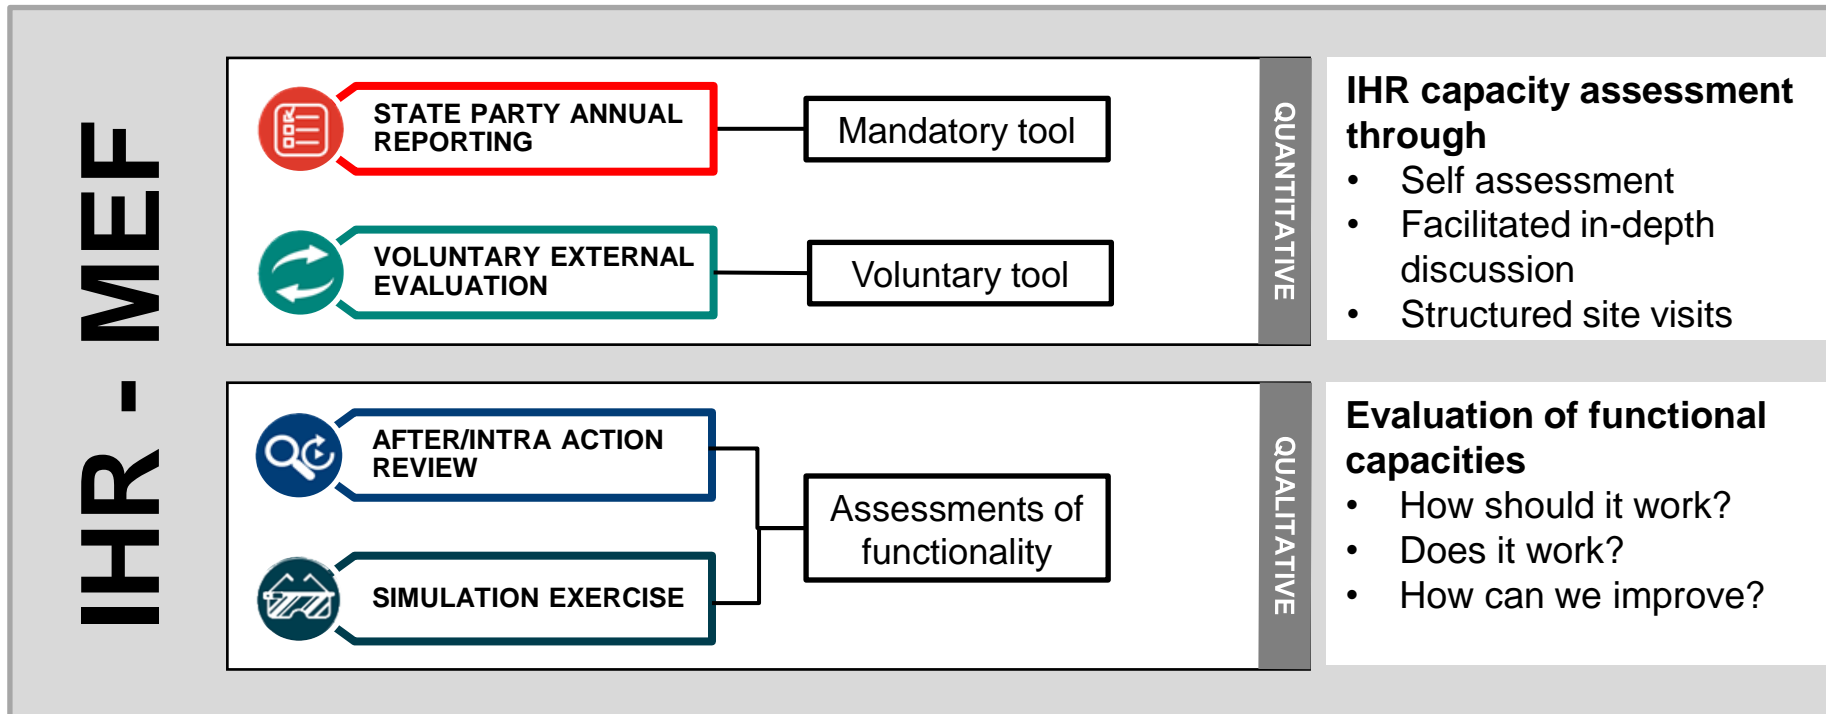 IHR - MEF
STATE PARTY ANNUAL
REPORTING
Mandatory tool
VOLUNTARY EXTERNAL
EVALUATION
Voluntary tool
QUANTITATIVE
IHR capacity assessment
through
• Self assessment
• Facilitated in-depth
discussion
• Structured site visits
AFTER/INTRA ACTION
REVIEW
SIMULATION EXERCISE
Assessments of
functionality
QUALITATIVE
Evaluation of functional
capacities
• How should it work?
• Does it work?
• How can we improve?